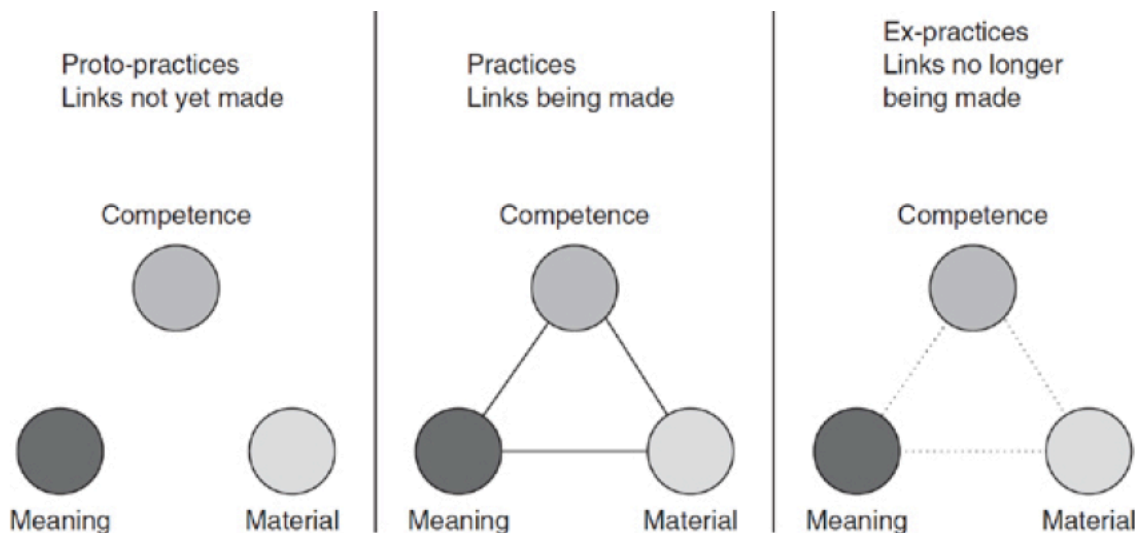 Proto-practices
Links not yet made
Competence
Meaning
Material
Practices
Links being made
Competence
Meaning
Material
Ex-practices
Links no longer
being made
Competence
Meaning
Material